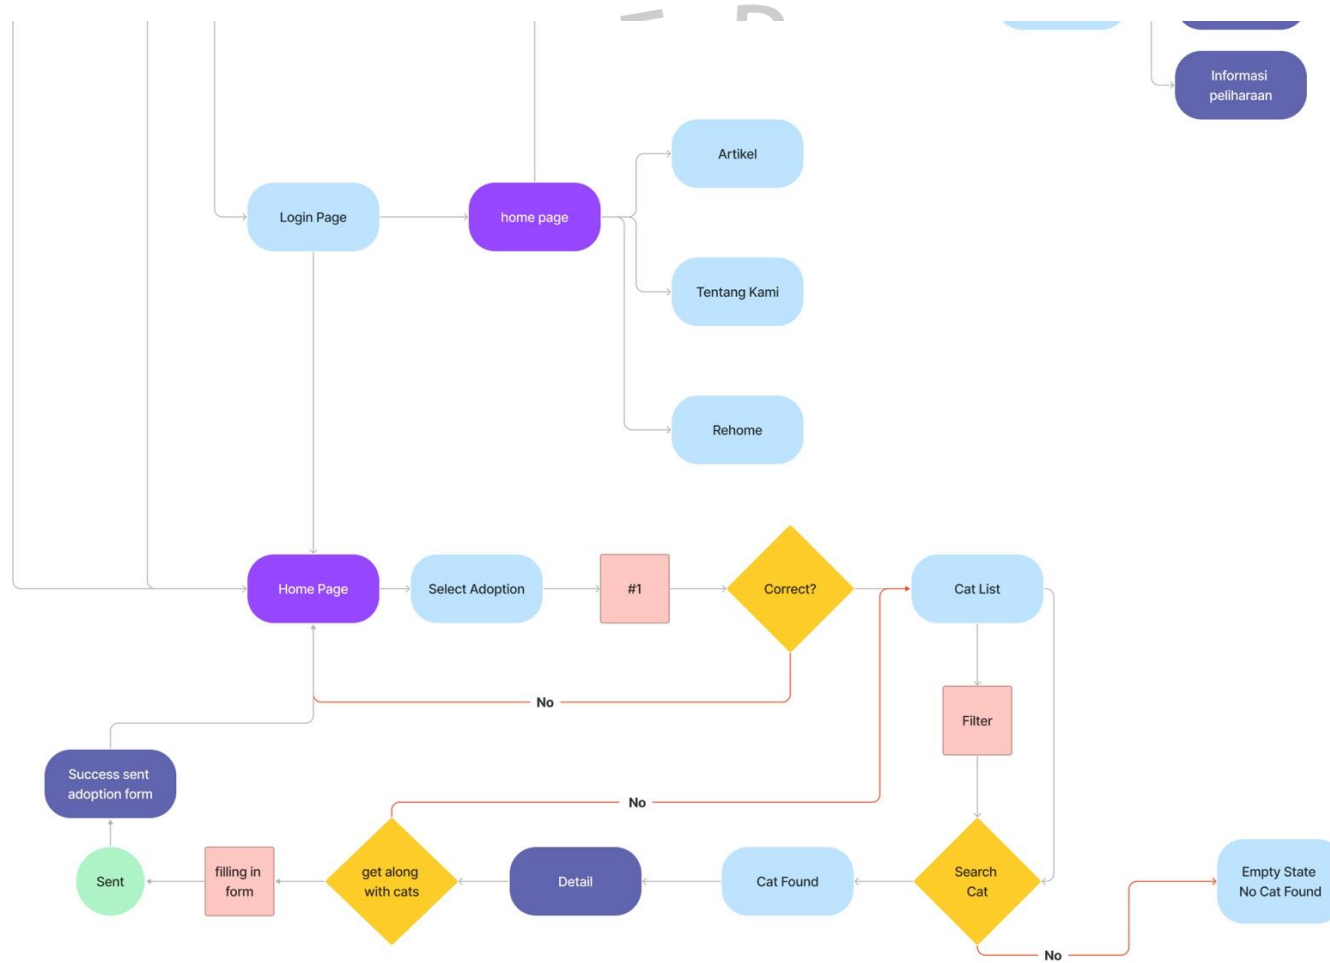 Informasi
peliharaan
Artikel
Login Page
home page
Tentang Kami
Rehome
Home Page
Select Adoption
#1
Correct?
Cat List
No
Filter
Success sent
adoption form
No
Sent
filling in
form
get along
with cats
Detail
Cat Found
Search
Cat
Empty State
No Cat Found
No